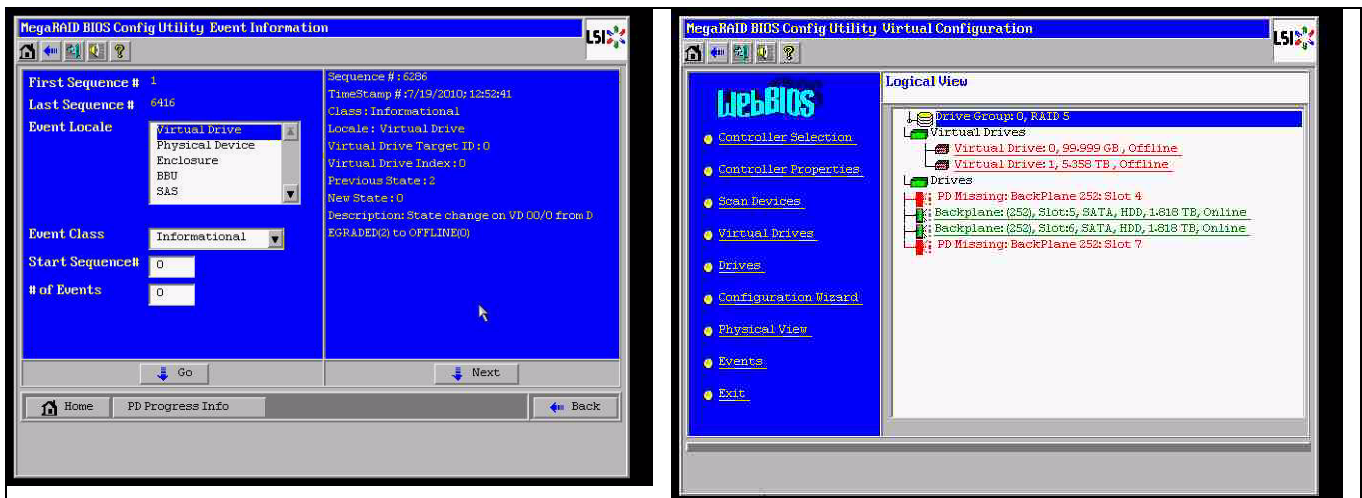 MegaRAID BIOS Config Utility Event Information
LSI
First Sequence # 1
Last Sequence # 6416
Event Locale
Virtual Drive
Physical Device
Enclosure
BBU
SAS
Event Class Informational
Start Sequence# 0
# of Events 0
Sequence #: 6286
TimeStamp #:7/19/2010; 12:52:41
Class: Informational
Locale: Virtual Drive
Virtual Drive Target ID: 0
Virtual Drive Index: 0
Previous State: 2
New State: 0
Description: State change on VD 00/0 from D
EGRADED(2) to OFFLINE(0)
Go
Next
Home
PD Progress Info
Back
MegaRAID BIOS Config Utility Virtual Configuration
LSI
WebBIOS
Controller Selection
Controller Properties
Scan Devices
Virtual Drives
Drives
Configuration Wizard
Physical View
Events
Exit
Logical View
Drive Group: 0, RAID 5
Virtual Drives
Virtual Drive: 0, 99.999 GB, Offline
Virtual Drive: 1, 5.358 TB, Offline
Drives
PD Missing: BackPlane 252: Slot 4
Backplane: (252), Slot:5, SATA, HDD, 1.818 TB, Online
Backplane: (252), Slot:6, SATA, HDD, 1.818 TB, Online
PD Missing: BackPlane 252: Slot 7